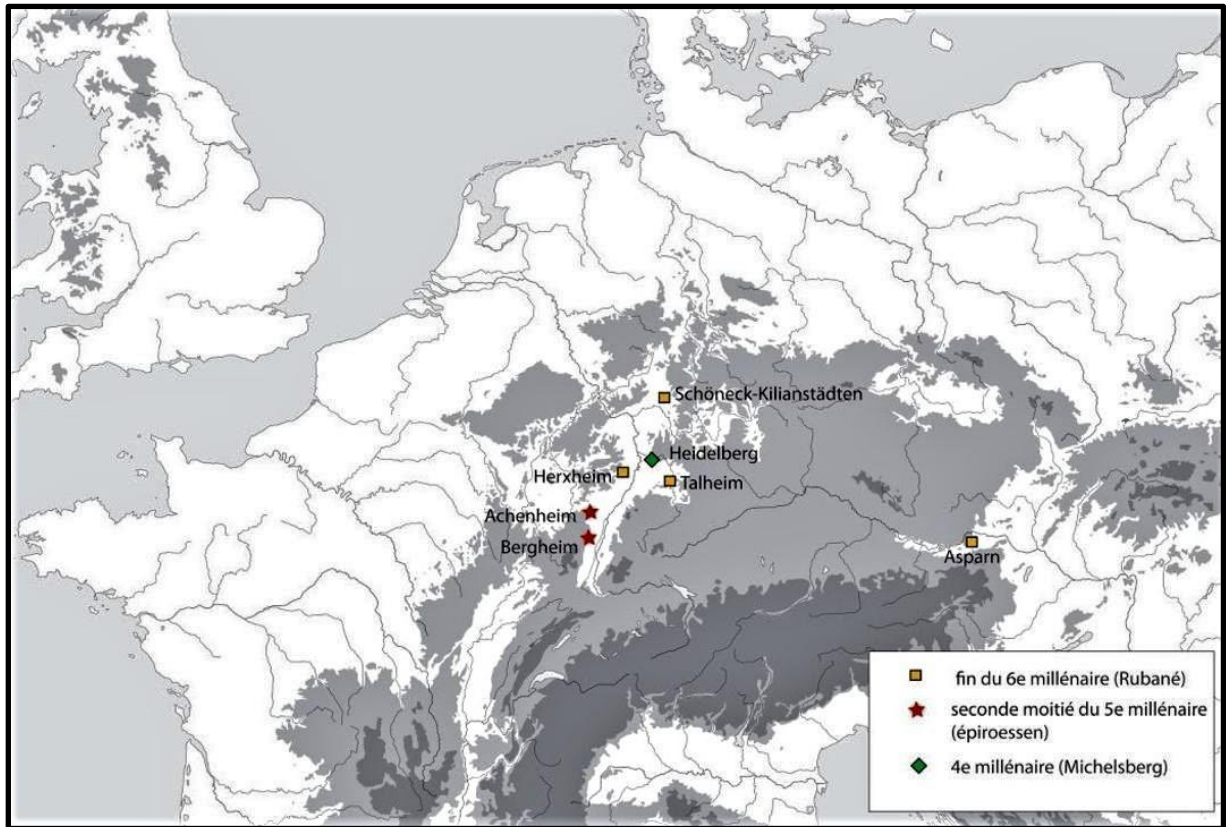 Schöneck-Kilianstädten
Heidelberg
Herxheim
Talheim
Achenheim
Bergheim
Asparn
fin du 6e millénaire (Rubané)
seconde moitié du 5e millénaire
(épiroessen)
4e millénaire (Michelsberg)